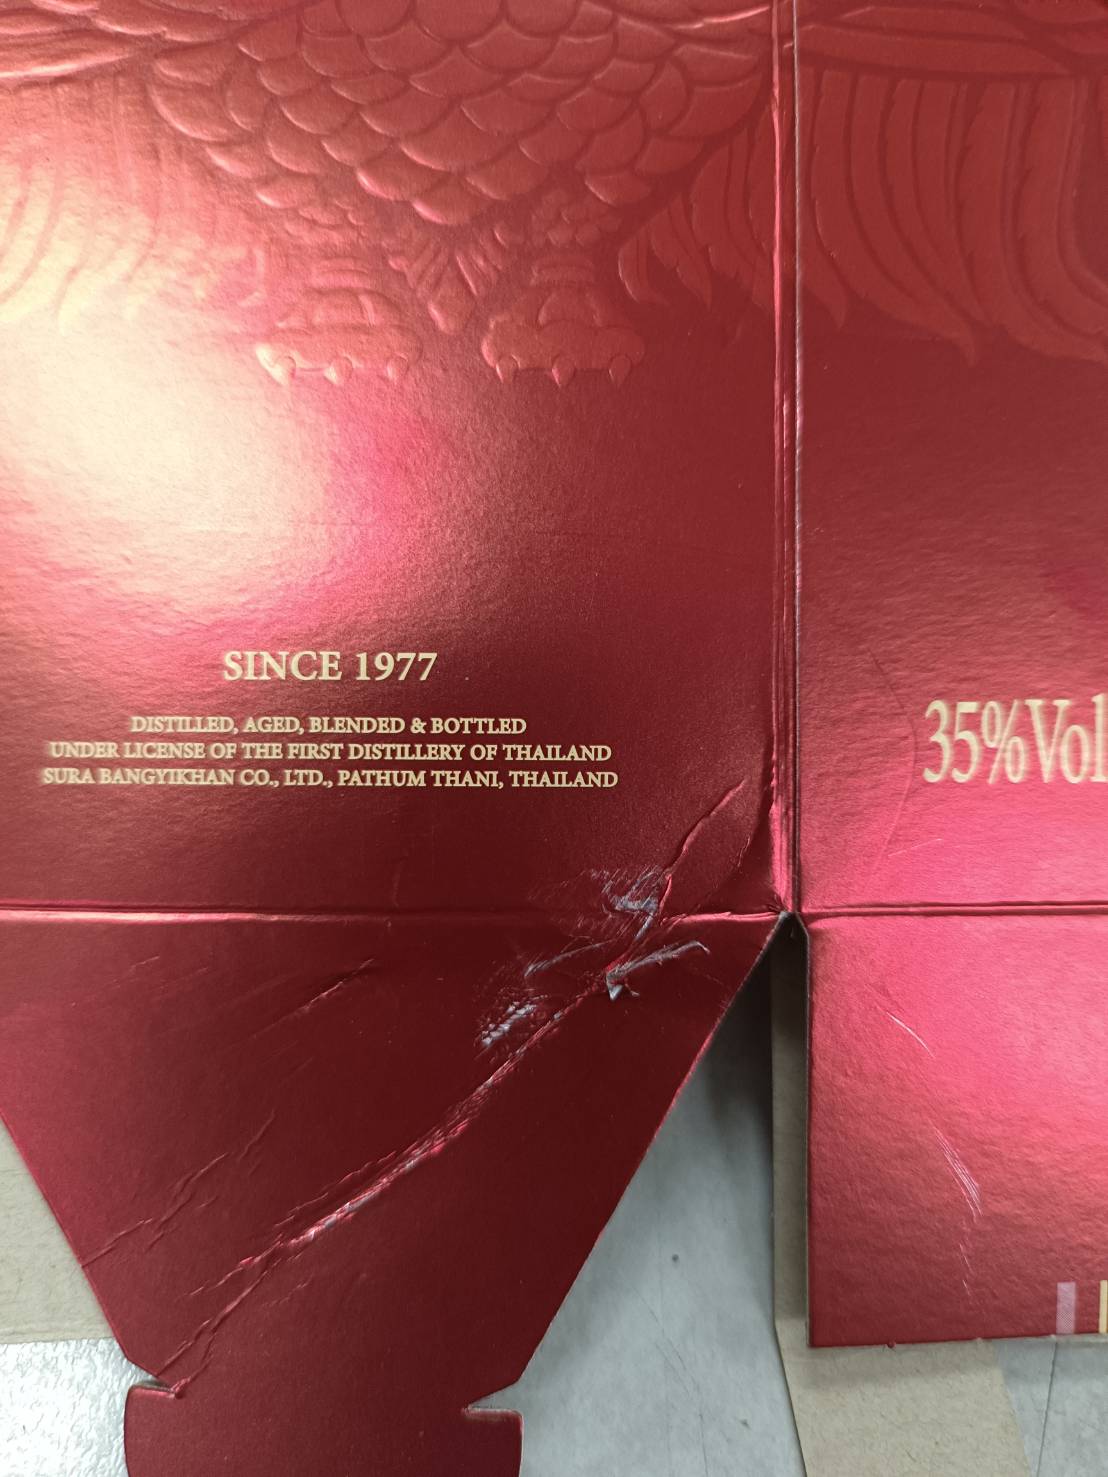 SINCE 1977
DISTILLED, AGED, BLENDED & BOTTLED
UNDER LICENSE OF THE FIRST DISTILLERY OF THAILAND
SURA BANGYIKHAN CO., LTD., PATHUM THANI, THAILAND
35%Vol